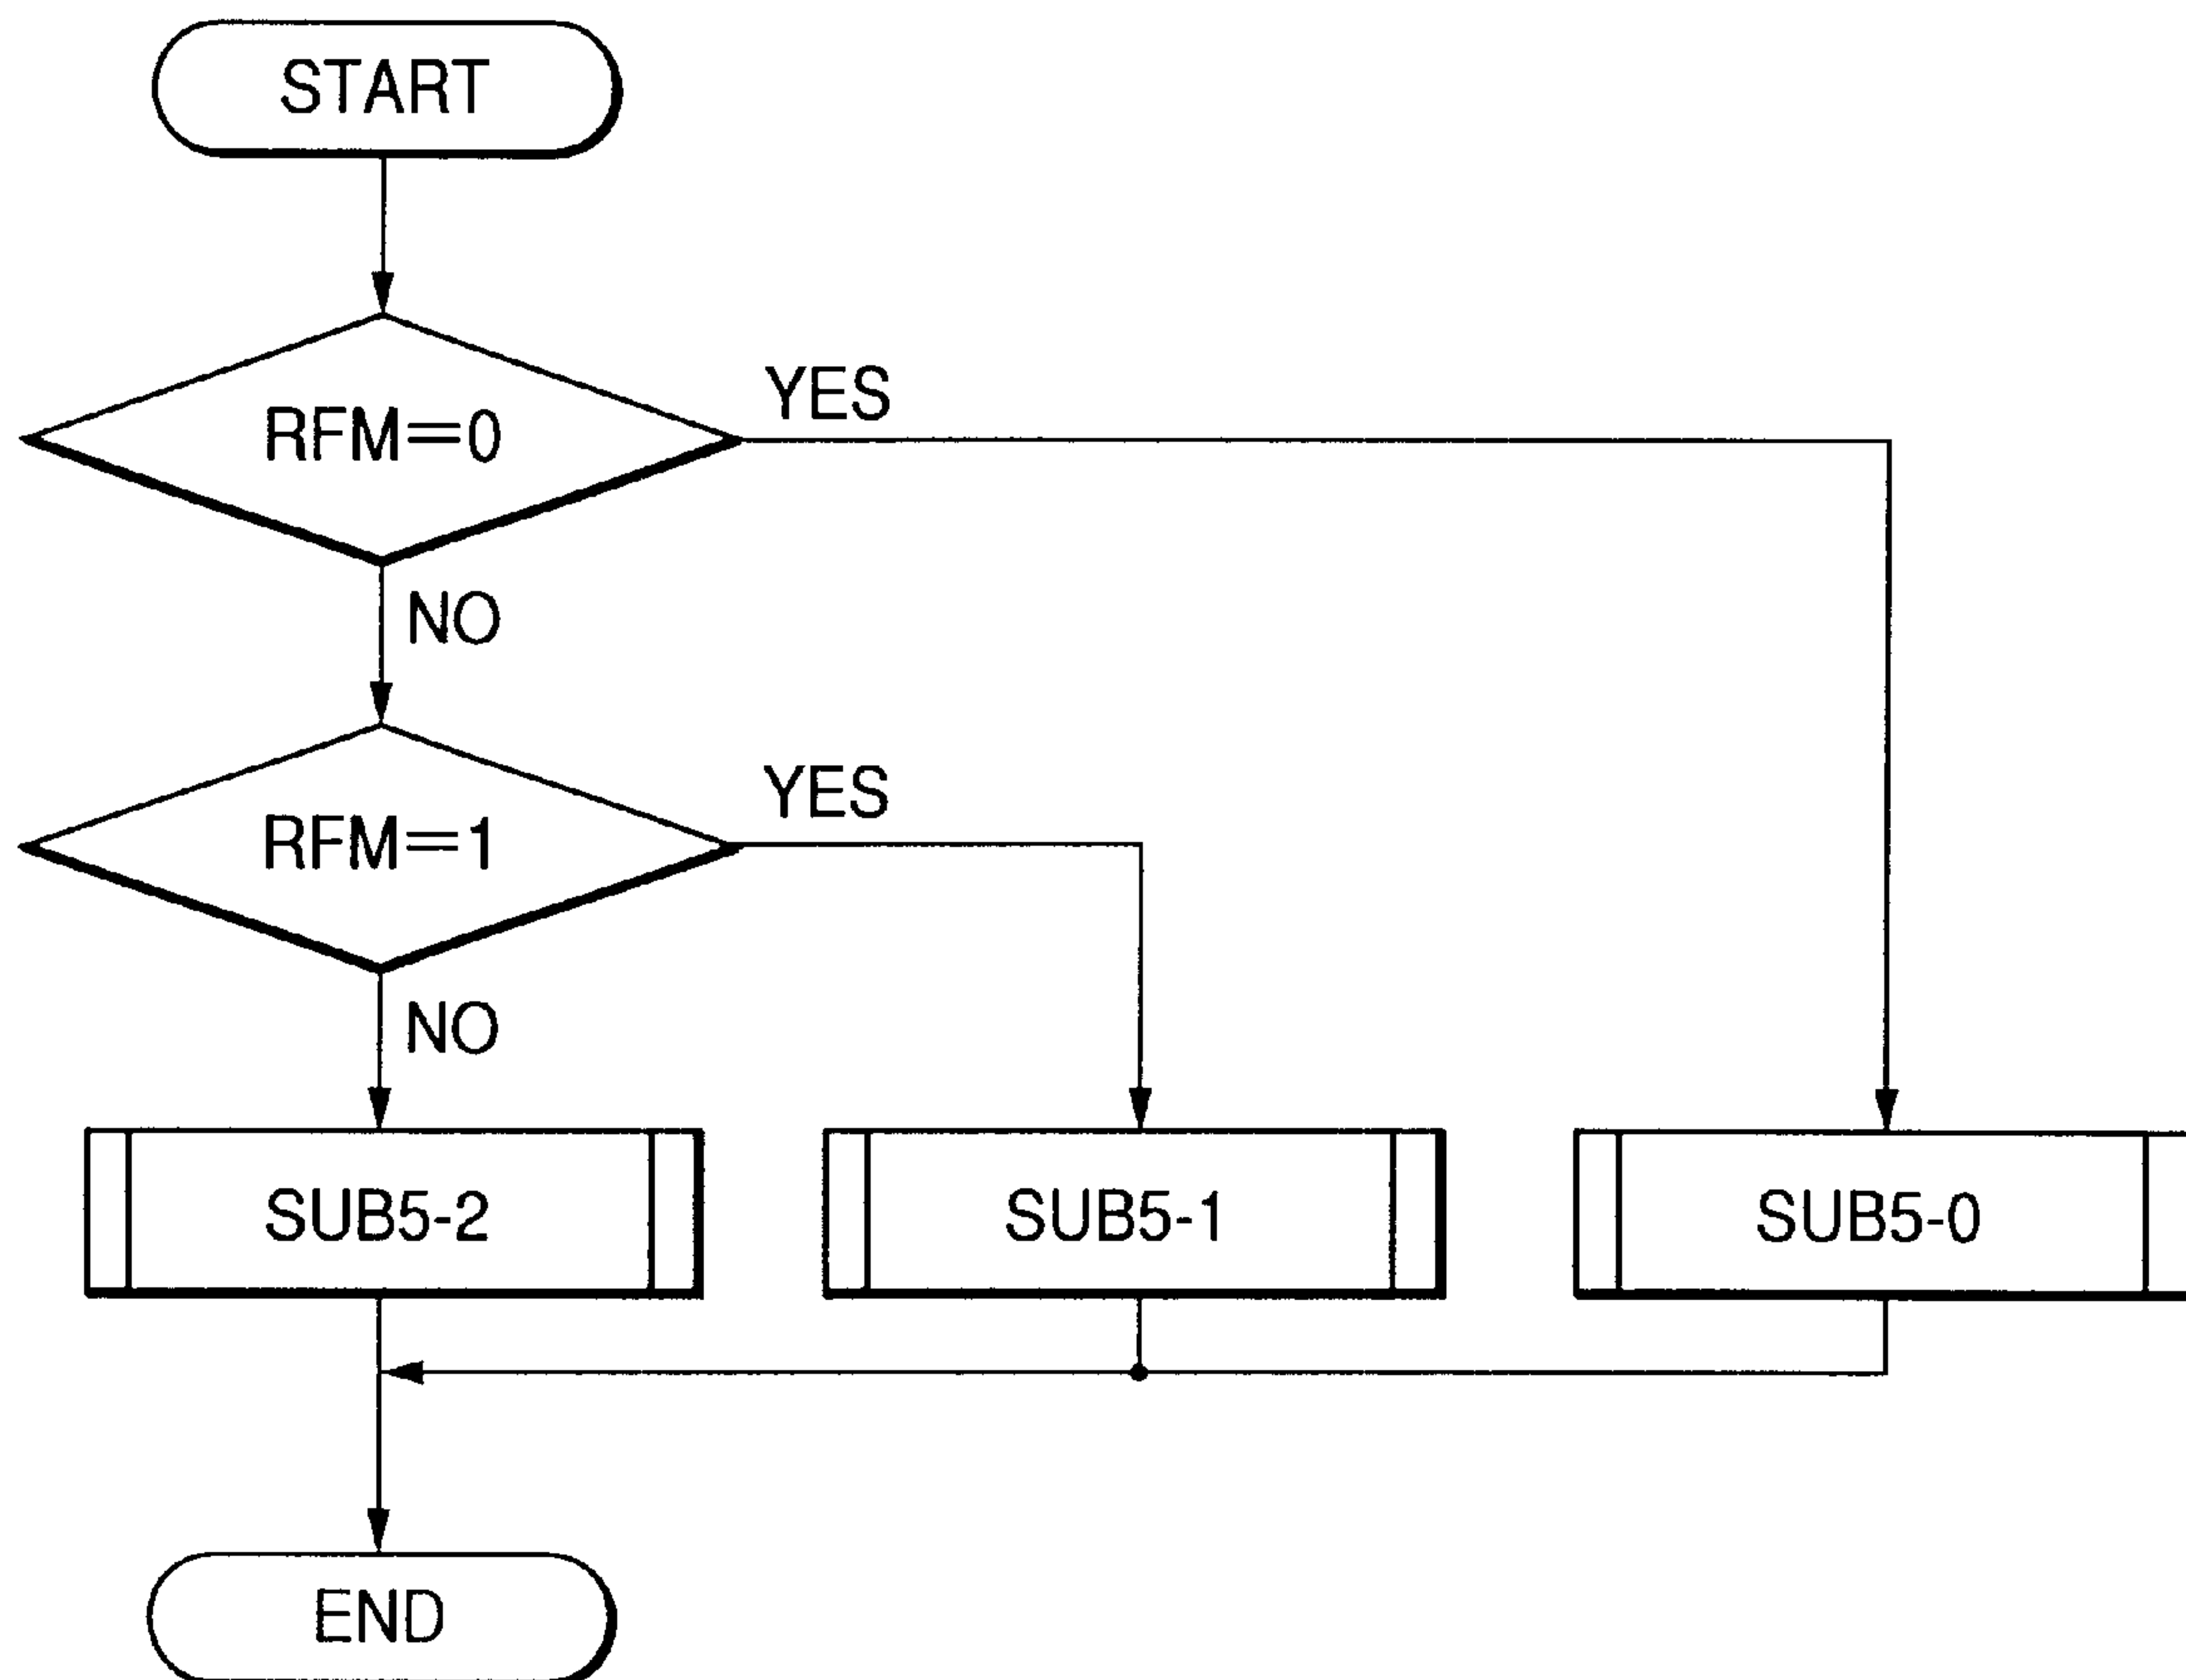 START
RFM=0
YES
NO
RFM=1
YES
NO
SUB5-2
SUB5-1
SUB5-0
END